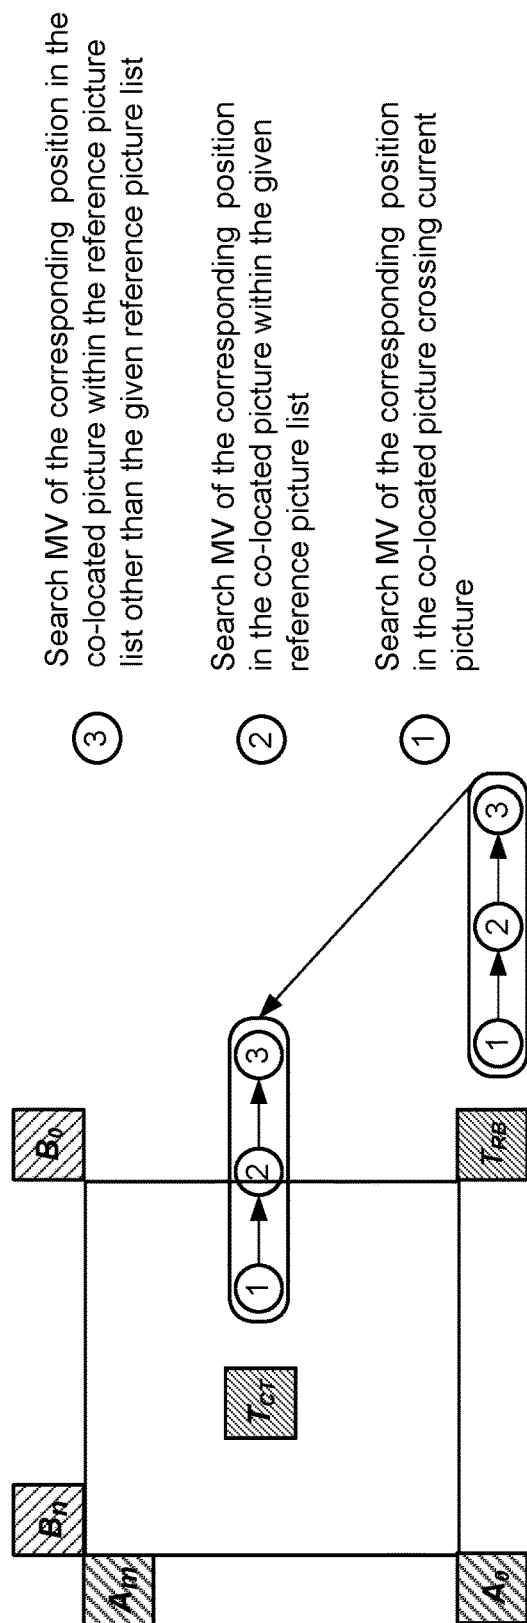 Bn
B0
Am
TCT
1
2
3
A0
TRB
1
2
3
3
Search MV of the corresponding position in the
co-located picture within the reference picture
list other than the given reference picture list
2
Search MV of the corresponding position
in the co-located picture within the given
reference picture list
1
Search MV of the corresponding position
in the co-located picture crossing current
picture